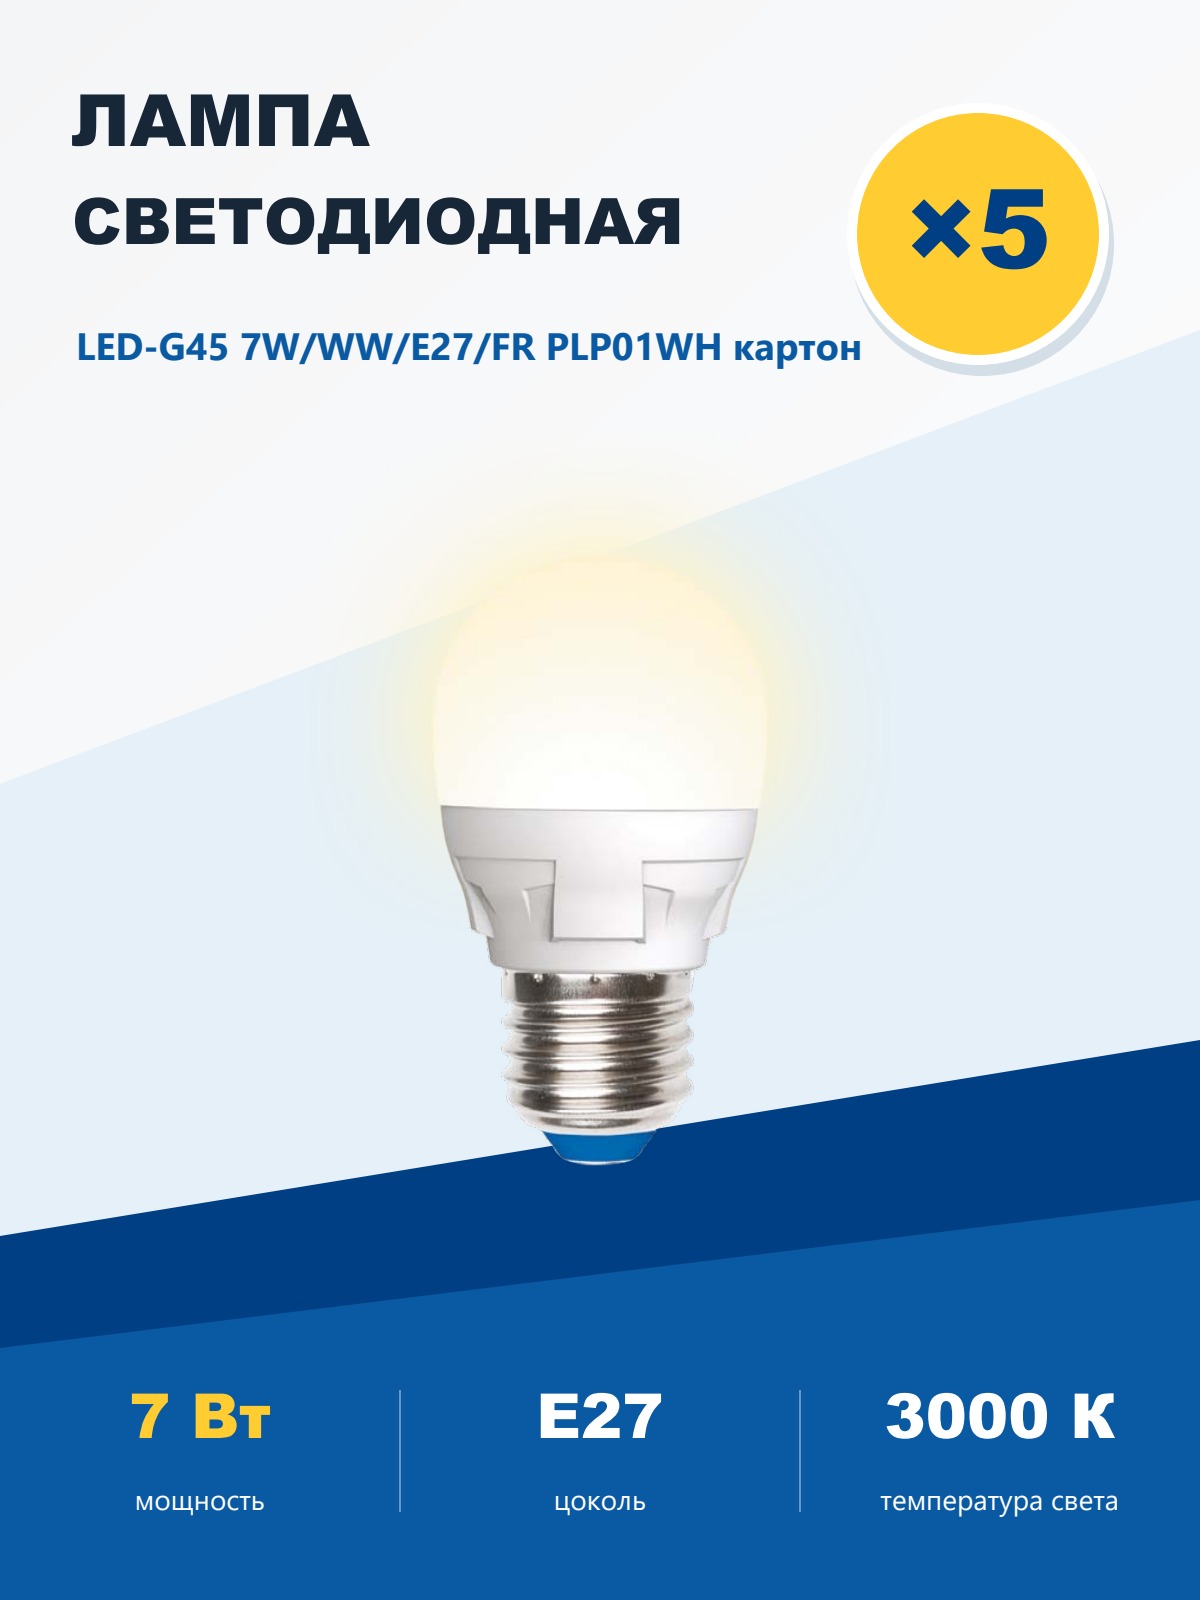 ЛАМПА
СВЕТОДИОДНАЯ
×5
LED-G45 7W/WW/E27/FR PLP01WH картон
7 Вт
E27
3000 К
мощность
цоколь
температура света